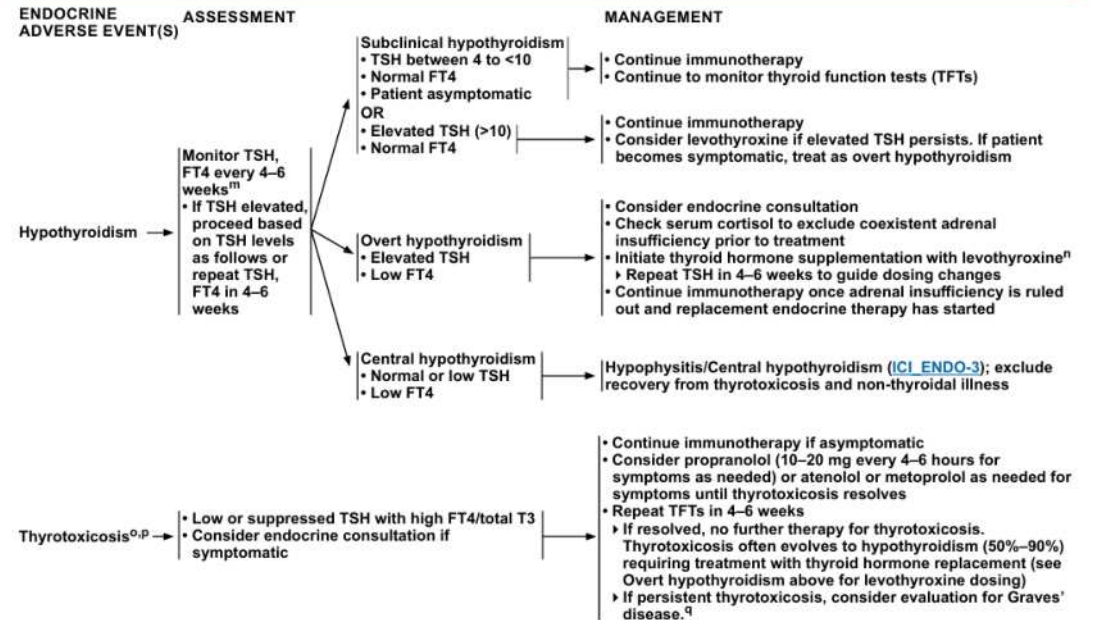 ENDOCRINE
ADVERSE EVENT(S)
ASSESSMENT
MANAGEMENT
Hypothyroidism
Monitor TSH,
FT4 every 4–6
weeksᵐ
• If TSH elevated,
proceed based
on TSH levels
as follows or
repeat TSH,
FT4 in 4–6
weeks
Subclinical hypothyroidism
• TSH between 4 to <10
• Normal FT4
• Patient asymptomatic
OR
• Elevated TSH (>10)
• Normal FT4
• Continue immunotherapy
• Continue to monitor thyroid function tests (TFTs)
• Continue immunotherapy
• Consider levothyroxine if elevated TSH persists. If patient
becomes symptomatic, treat as overt hypothyroidism
Overt hypothyroidism
• Elevated TSH
• Low FT4
• Consider endocrine consultation
• Check serum cortisol to exclude coexistent adrenal
insufficiency prior to treatment
• Initiate thyroid hormone supplementation with levothyroxineⁿ
▸ Repeat TSH in 4–6 weeks to guide dosing changes
• Continue immunotherapy once adrenal insufficiency is ruled
out and replacement endocrine therapy has started
Central hypothyroidism
• Normal or low TSH
• Low FT4
Hypophysitis/Central hypothyroidism (ICI_ENDO-3); exclude
recovery from thyrotoxicosis and non-thyroidal illness
Thyrotoxicosisᵒ,ᵖ
• Low or suppressed TSH with high FT4/total T3
• Consider endocrine consultation if
symptomatic
• Continue immunotherapy if asymptomatic
• Consider propranolol (10–20 mg every 4–6 hours for
symptoms as needed) or atenolol or metoprolol as needed for
symptoms until thyrotoxicosis resolves
• Repeat TFTs in 4–6 weeks
▸ If resolved, no further therapy for thyrotoxicosis.
Thyrotoxicosis often evolves to hypothyroidism (50%–90%)
requiring treatment with thyroid hormone replacement (see
Overt hypothyroidism above for levothyroxine dosing)
▸ If persistent thyrotoxicosis, consider evaluation for Graves’
disease.q